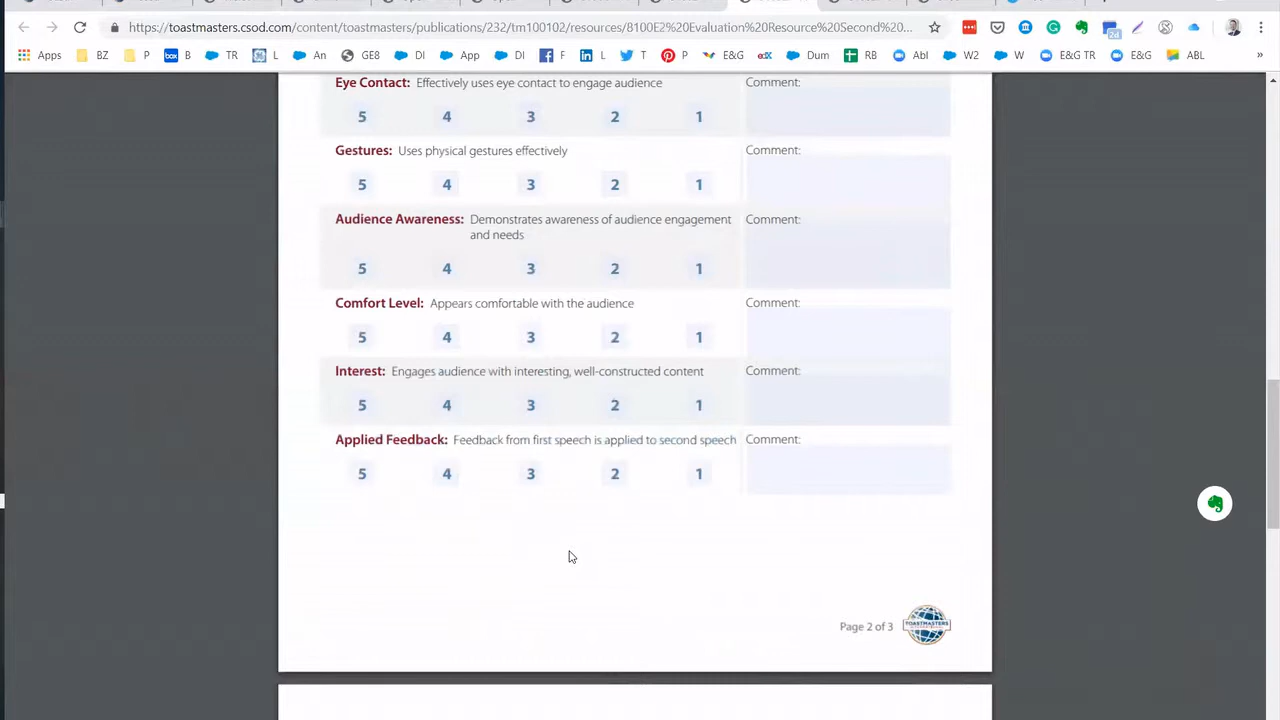 https://toastmasters.csod.com/content/toastmasters/publications/232/tm100102/resources/8100E2%20Evaluation%20Resource%20Second%20...
2d
Apps BZ P box B TR L An GE8 DI App DI F L T P E&G Dum RB Abl W2 W E&G TR E&G ABL »
Eye Contact: Effectively uses eye contact to engage audience Comment:
5 4 3 2 1
Gestures: Uses physical gestures effectively Comment:
5 4 3 2 1
Audience Awareness: Demonstrates awareness of audience engagement Comment:
and needs
5 4 3 2 1
Comfort Level: Appears comfortable with the audience Comment:
5 4 3 2 1
Interest: Engages audience with interesting, well-constructed content Comment:
5 4 3 2 1
Applied Feedback: Feedback from first speech is applied to second speech Comment:
5 4 3 2 1
Page 2 of 3 TOASTMASTERS